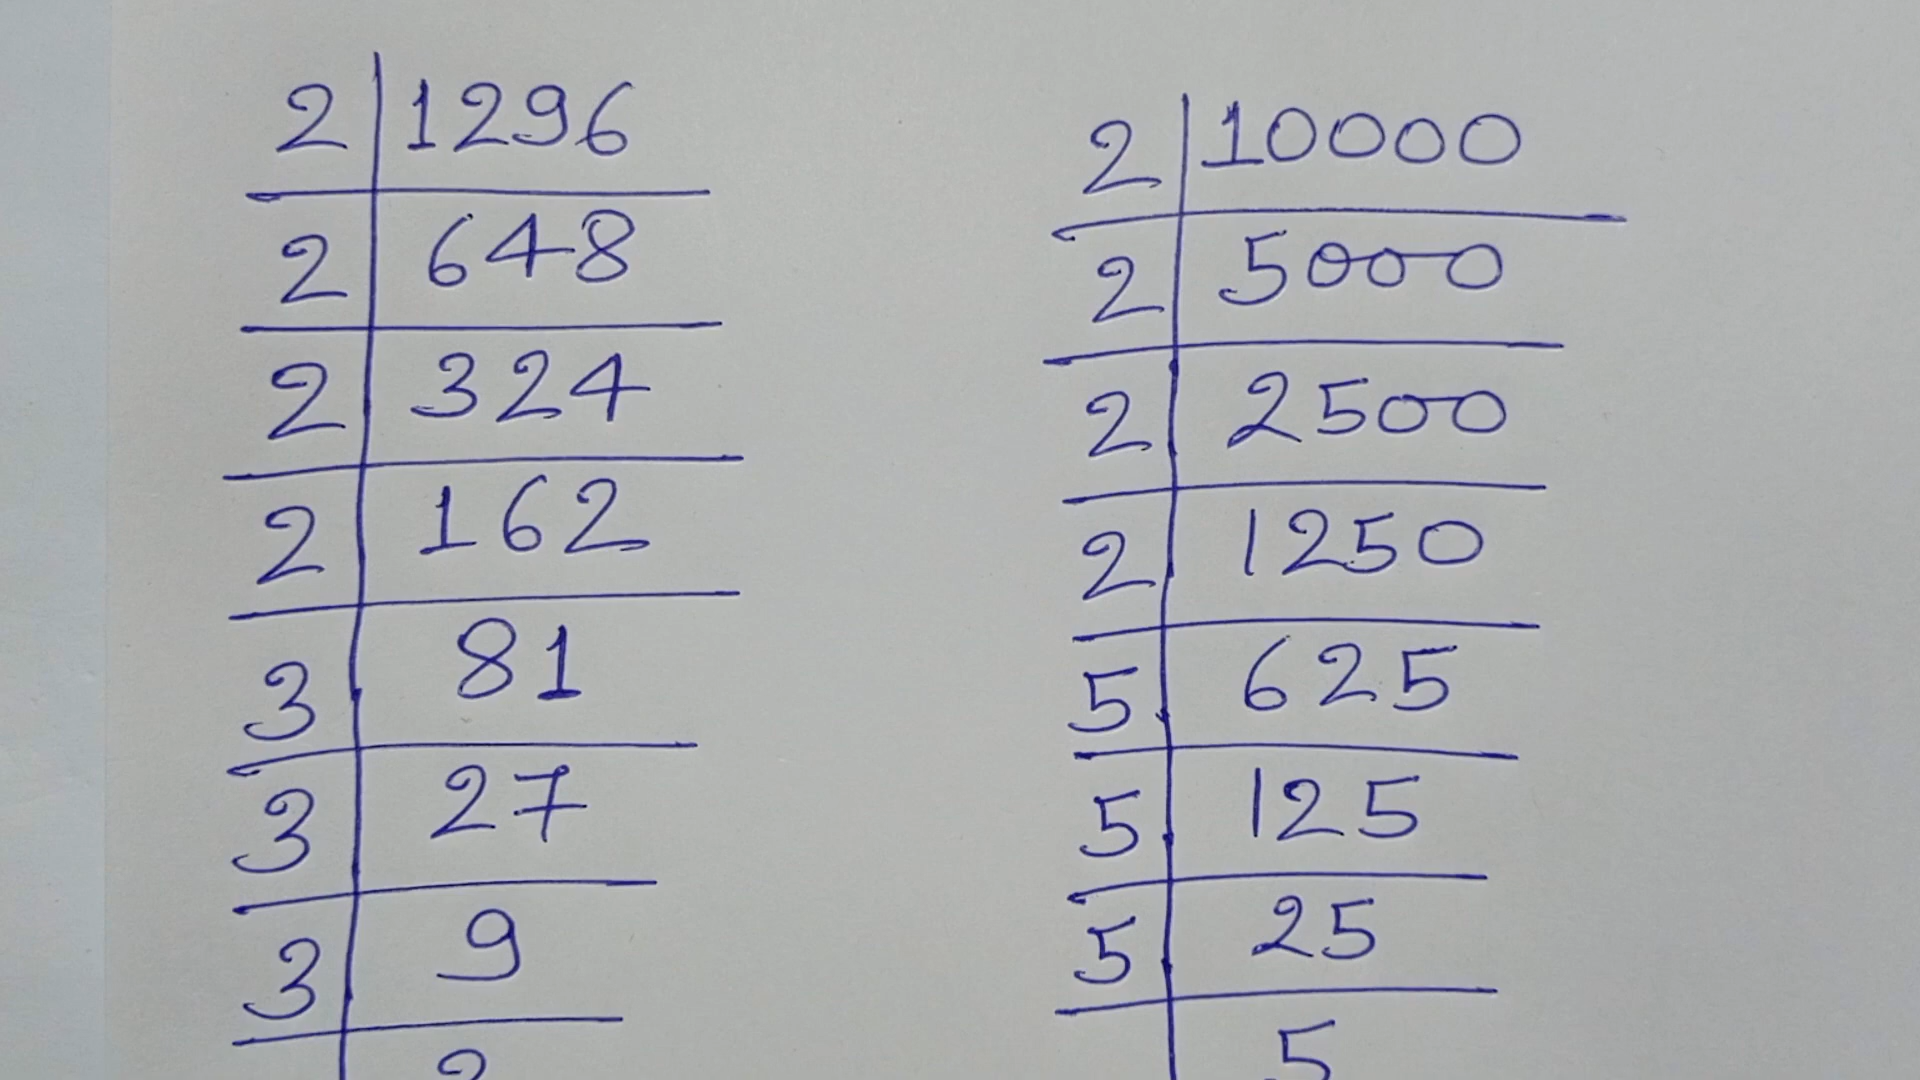 2 | 1296
2 | 648
2 | 324
2 | 162
3 | 81
3 | 27
3 | 9
2 | 10000
2 | 5000
2 | 2500
2 | 1250
5 | 625
5 | 125
5 | 25
5